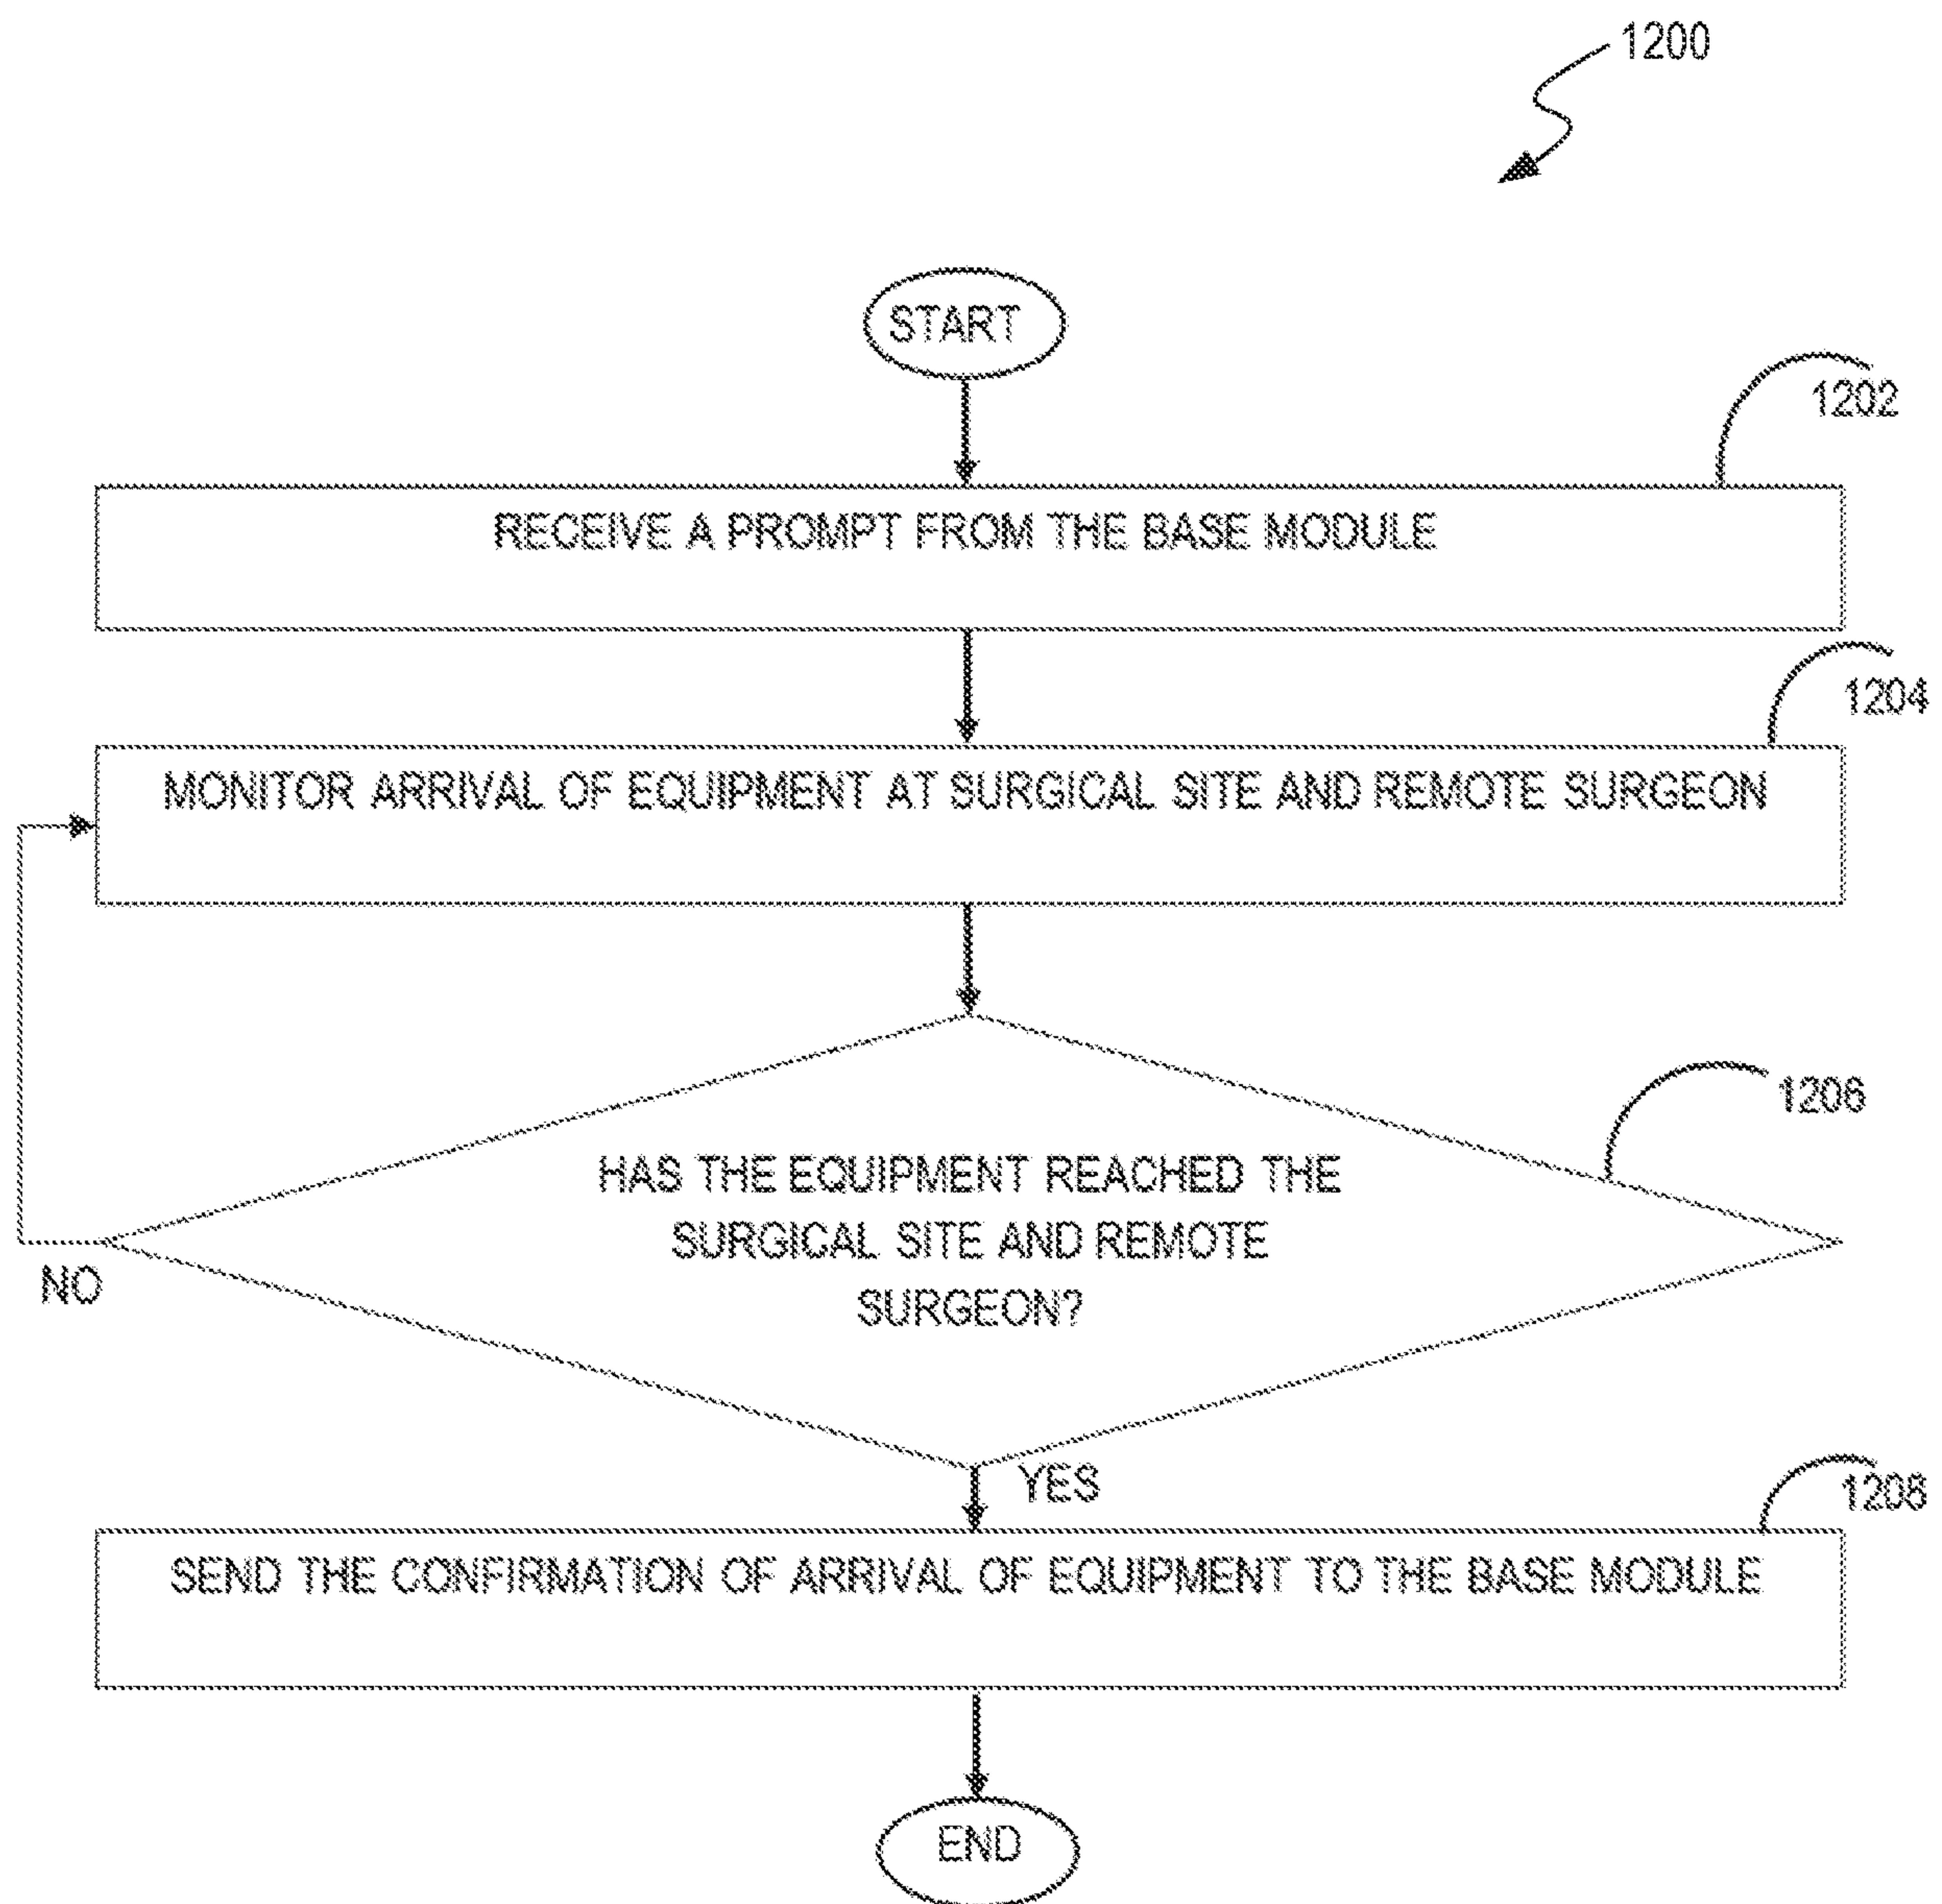 1200
START
1202
RECEIVE A PROMPT FROM THE BASE MODULE
1204
MONITOR ARRIVAL OF EQUIPMENT AT SURGICAL SITE AND REMOTE SURGEON
1206
HAS THE EQUIPMENT REACHED THE
SURGICAL SITE AND REMOTE
SURGEON?
NO
YES
1208
SEND THE CONFIRMATION OF ARRIVAL OF EQUIPMENT TO THE BASE MODULE
END